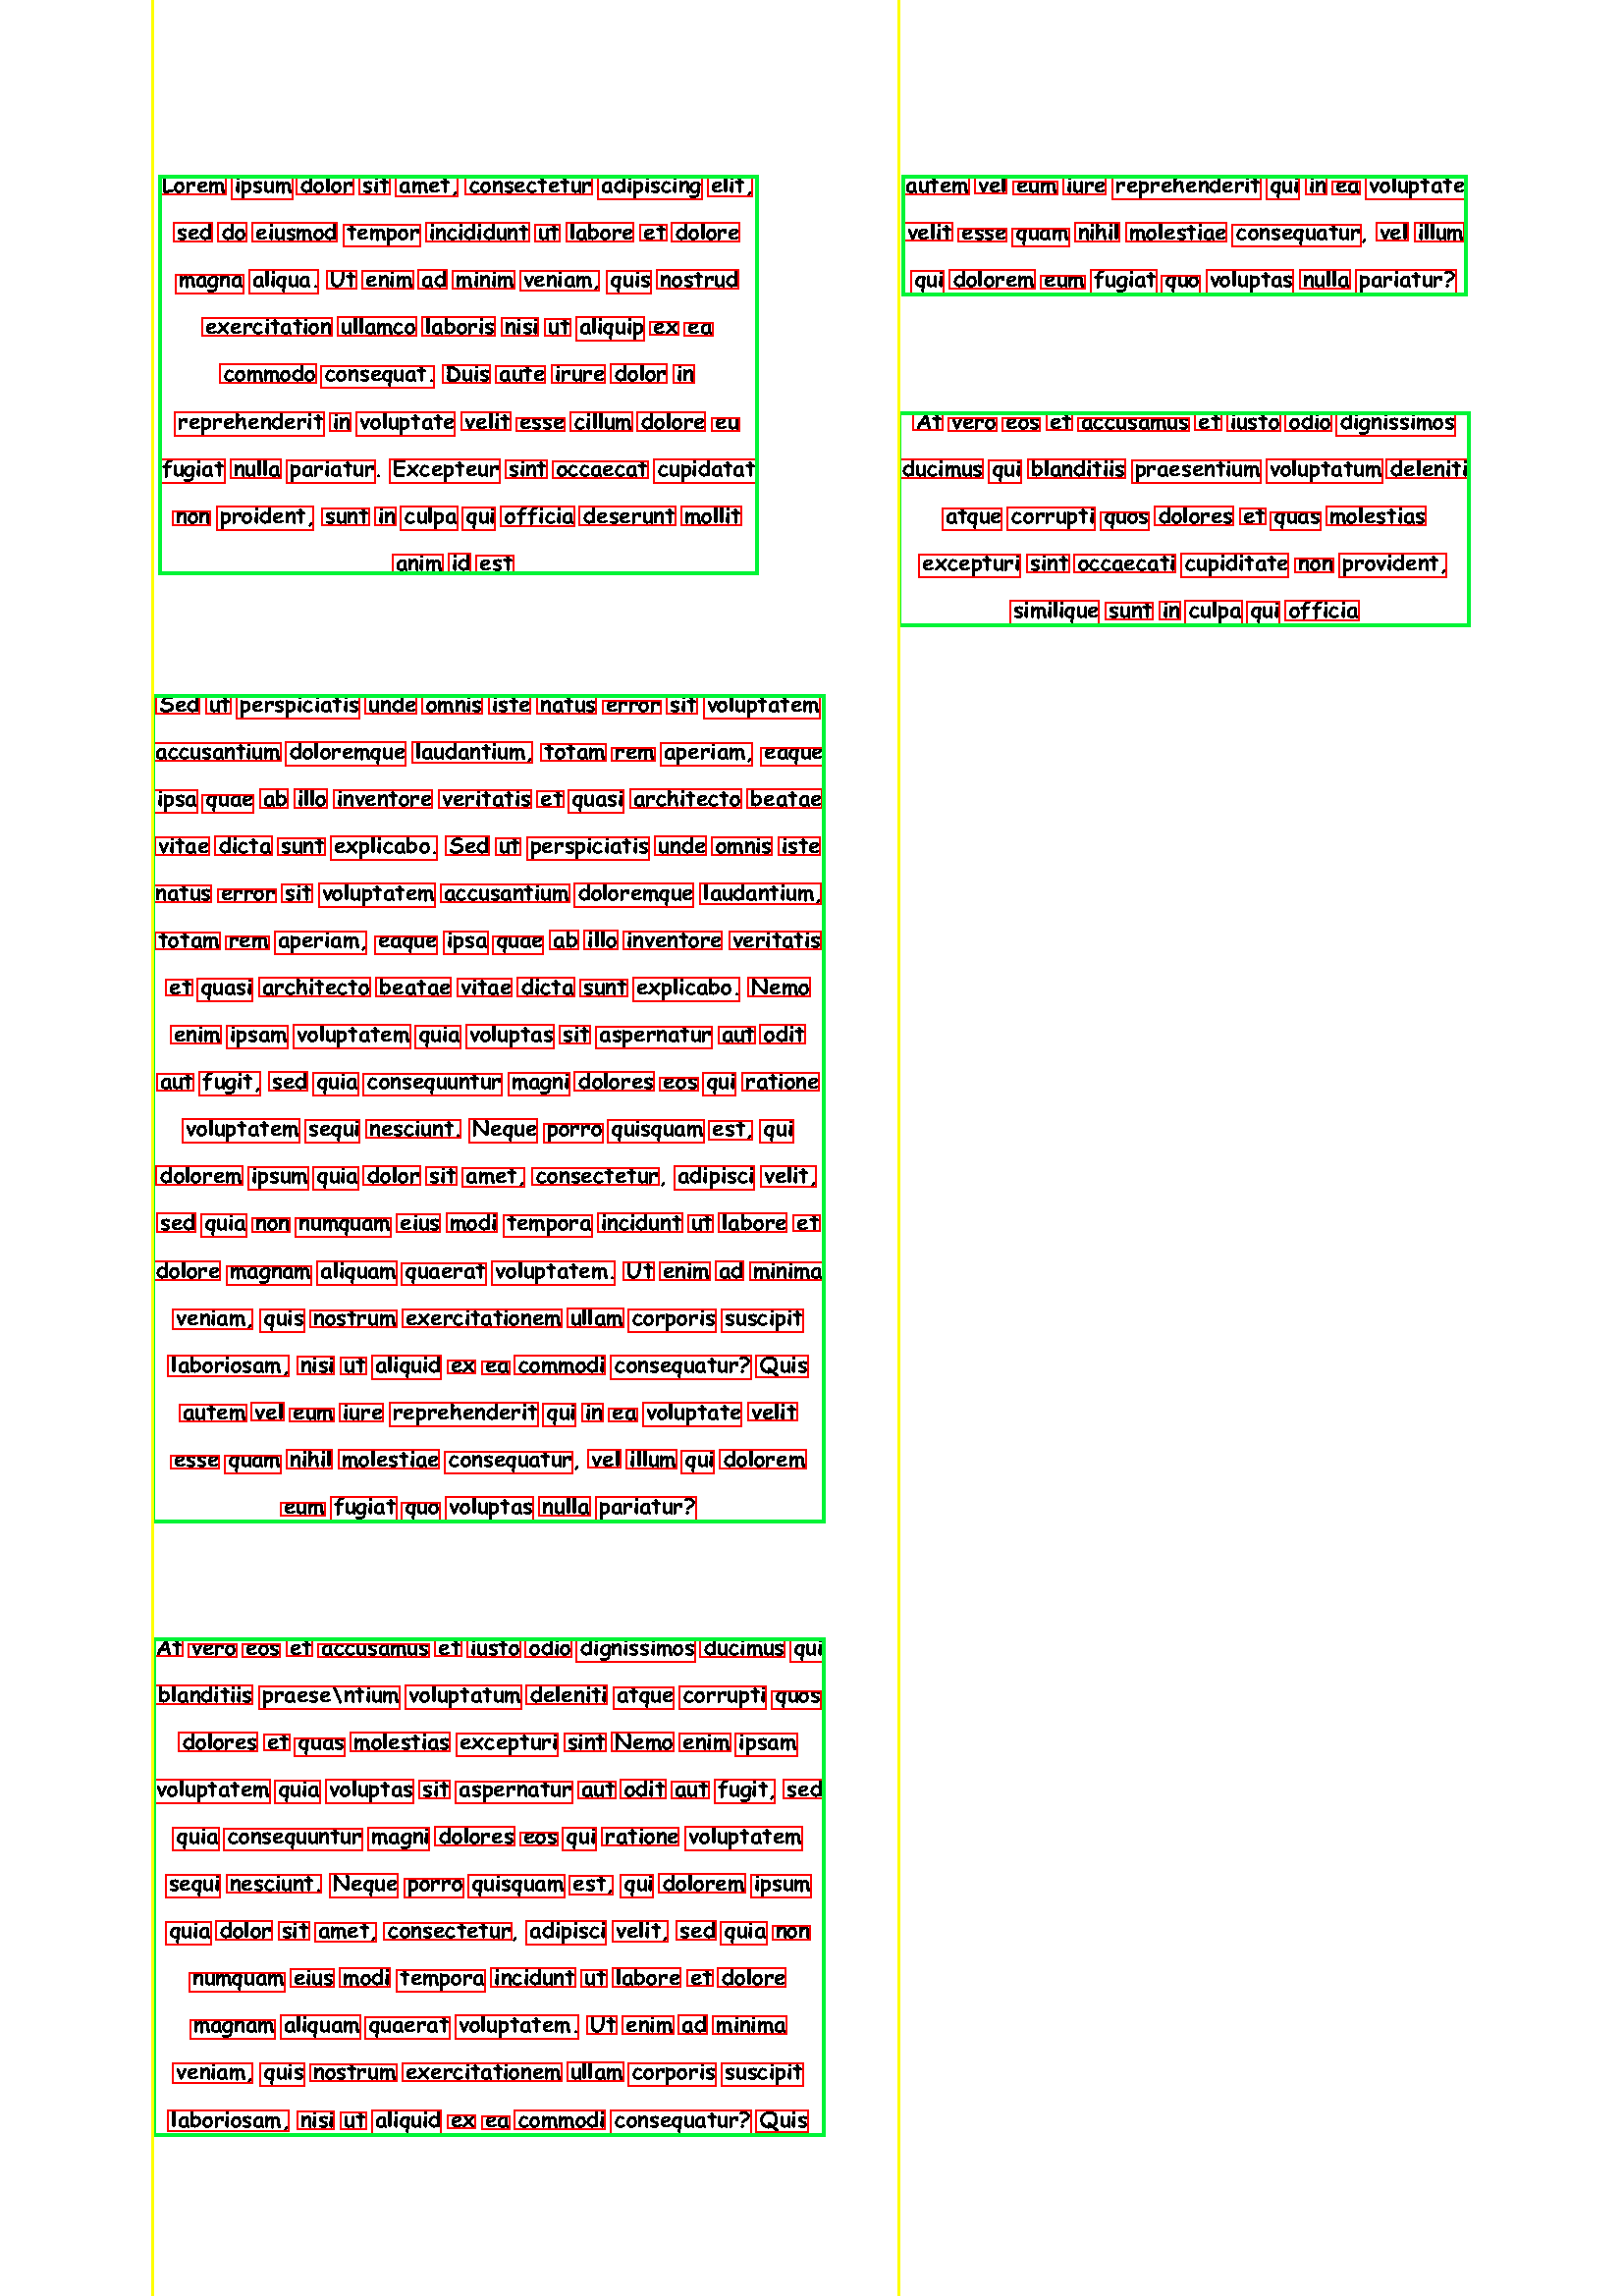 Lorem ipsum dolor sit amet, consectetur adipiscing elit,
sed do eiusmod tempor incididunt ut labore et dolore
magna aliqua. Ut enim ad minim veniam, quis nostrud
exercitation ullamco laboris nisi ut aliquip ex ea
commodo consequat. Duis aute irure dolor in
reprehenderit in voluptate velit esse cillum dolore eu
fugiat nulla pariatur. Excepteur sint occaecat cupidatat
non proident, sunt in culpa qui officia deserunt mollit
anim id est
Sed ut perspiciatis unde omnis iste natus error sit voluptatem
accusantium doloremque laudantium, totam rem aperiam, eaque
ipsa quae ab illo inventore veritatis et quasi architecto beatae
vitae dicta sunt explicabo. Sed ut perspiciatis unde omnis iste
natus error sit voluptatem accusantium doloremque laudantium,
totam rem aperiam, eaque ipsa quae ab illo inventore veritatis
et quasi architecto beatae vitae dicta sunt explicabo. Nemo
enim ipsam voluptatem quia voluptas sit aspernatur aut odit
aut fugit, sed quia consequuntur magni dolores eos qui ratione
voluptatem sequi nesciunt. Neque porro quisquam est, qui
dolorem ipsum quia dolor sit amet, consectetur, adipisci velit,
sed quia non numquam eius modi tempora incidunt ut labore et
dolore magnam aliquam quaerat voluptatem. Ut enim ad minima
veniam, quis nostrum exercitationem ullam corporis suscipit
laboriosam, nisi ut aliquid ex ea commodi consequatur? Quis
autem vel eum iure reprehenderit qui in ea voluptate velit
esse quam nihil molestiae consequatur, vel illum qui dolorem
eum fugiat quo voluptas nulla pariatur?
At vero eos et accusamus et iusto odio dignissimos ducimus qui
blanditiis praese\ntium voluptatum deleniti atque corrupti quos
dolores et quas molestias excepturi sint Nemo enim ipsam
voluptatem quia voluptas sit aspernatur aut odit aut fugit, sed
quia consequuntur magni dolores eos qui ratione voluptatem
sequi nesciunt. Neque porro quisquam est, qui dolorem ipsum
quia dolor sit amet, consectetur, adipisci velit, sed quia non
numquam eius modi tempora incidunt ut labore et dolore
magnam aliquam quaerat voluptatem. Ut enim ad minima
veniam, quis nostrum exercitationem ullam corporis suscipit
laboriosam, nisi ut aliquid ex ea commodi consequatur? Quis
autem vel eum iure reprehenderit qui in ea voluptate
velit esse quam nihil molestiae consequatur, vel illum
qui dolorem eum fugiat quo voluptas nulla pariatur?
At vero eos et accusamus et iusto odio dignissimos
ducimus qui blanditiis praesentium voluptatum deleniti
atque corrupti quos dolores et quas molestias
excepturi sint occaecati cupiditate non provident,
similique sunt in culpa qui officia